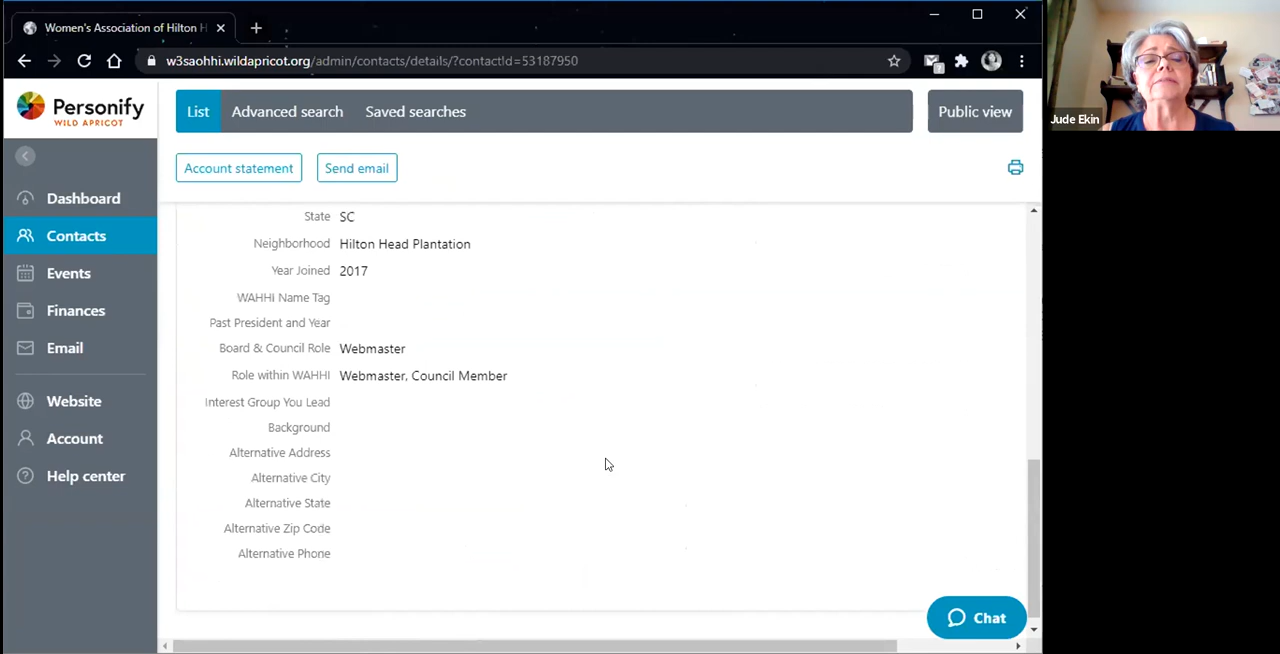 Women's Association of Hilton H
w3saohhi.wildapricot.org/admin/contacts/details/?contactId=53187950
7
Personify
WILD APRICOT
List
Advanced search
Saved searches
Public view
Jude Ekin
Account statement
Send email
Dashboard
Contacts
Events
Finances
Email
Website
Account
Help center
State SC
Neighborhood Hilton Head Plantation
Year Joined 2017
WAHHI Name Tag
Past President and Year
Board & Council Role Webmaster
Role within WAHHI Webmaster, Council Member
Interest Group You Lead
Background
Alternative Address
Alternative City
Alternative State
Alternative Zip Code
Alternative Phone
Chat